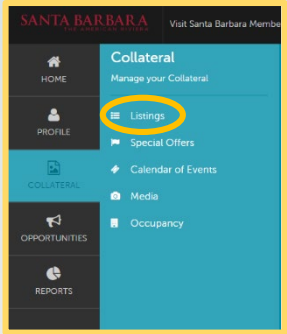 SANTA BARBARA
THE AMERICAN RIVIERA
Visit Santa Barbara Membe
HOME
PROFILE
COLLATERAL
OPPORTUNITIES
REPORTS
Collateral
Manage your Collateral
Listings
Special Offers
Calendar of Events
Media
Occupancy